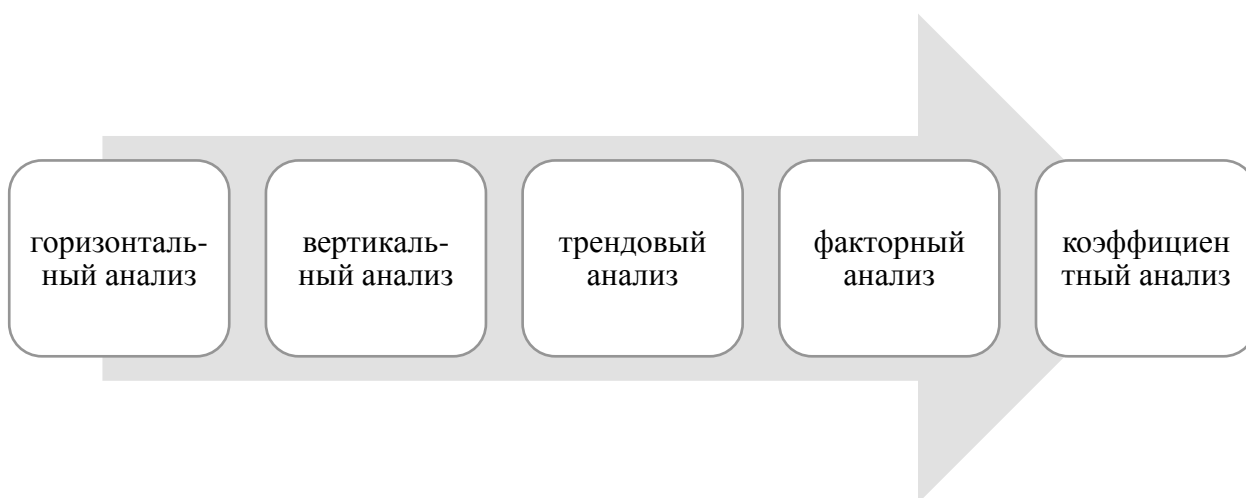 горизонталь-
ный анализ
вертикаль-
ный анализ
трендовый
анализ
факторный
анализ
коэффициен
тный анализ